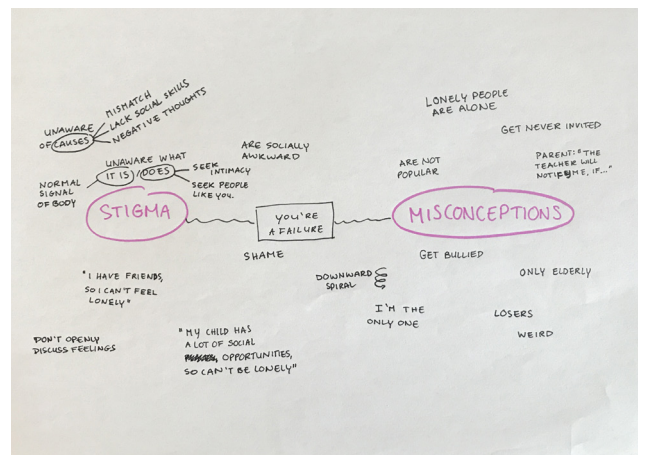 MISMATCH
LACK SOCIAL SKILLS
NEGATIVE THOUGHTS
UNAWARE
OF CAUSES
UNAWARE WHAT
IT IS / DOES
SEEK
INTIMACY
SEEK PEOPLE
LIKE YOU.
NORMAL
SIGNAL
OF BODY
ARE SOCIALLY
AWKWARD
LONELY PEOPLE
ARE ALONE
GET NEVER INVITED
ARE NOT
POPULAR
PARENT: "THE
TEACHER WILL
NOTIFY ME, IF..."
STIGMA
YOU'RE
A FAILURE
MISCONCEPTIONS
SHAME
GET BULLIED
"I HAVE FRIENDS,
SO I CAN'T FEEL
LONELY"
DOWNWARD
SPIRAL
ONLY ELDERLY
I'M THE
ONLY ONE
LOSERS
WEIRD
DON'T OPENLY
DISCUSS FEELINGS
"MY CHILD HAS
A LOT OF SOCIAL
OPPORTUNITIES,
SO CAN'T BE LONELY"